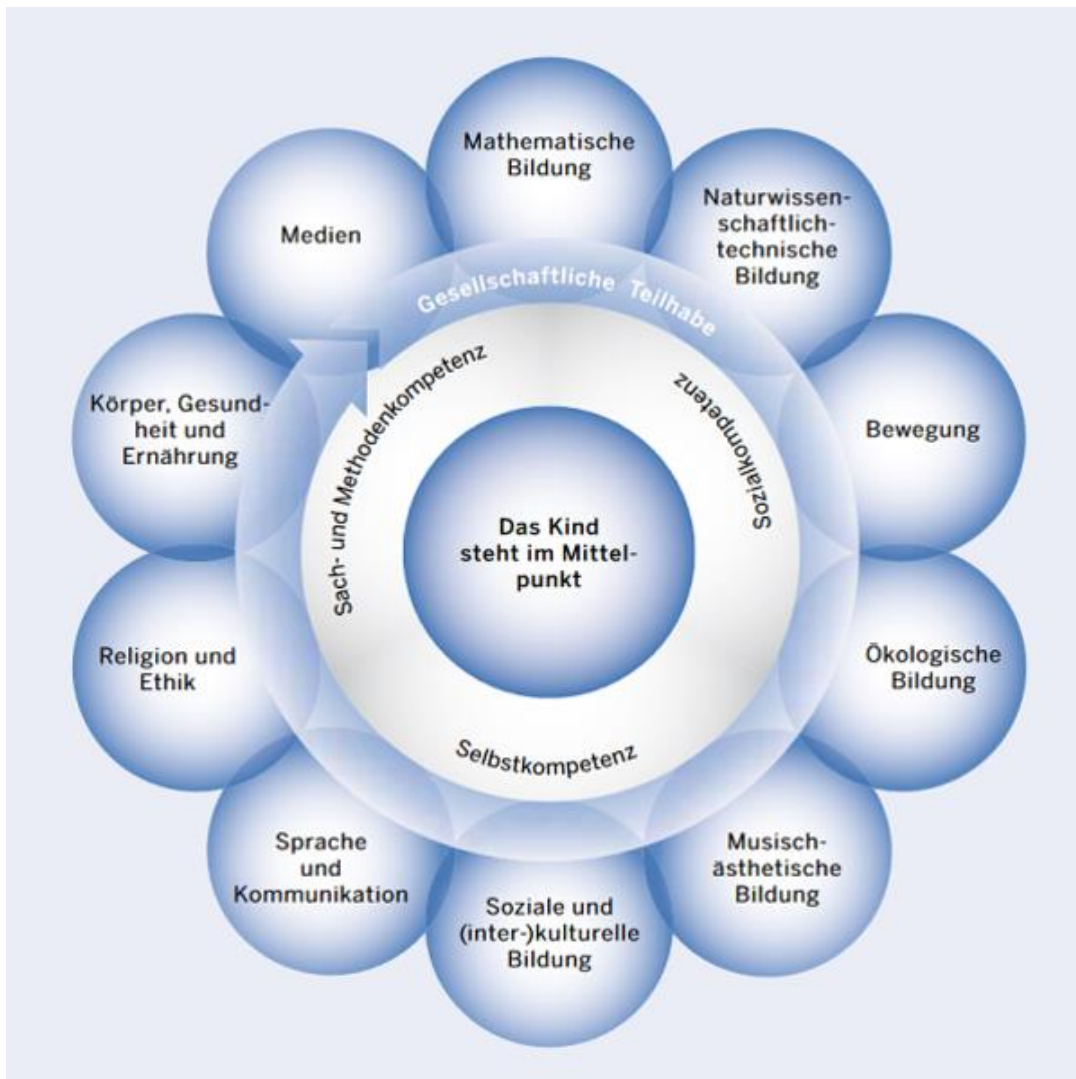 Mathematische
Bildung
Naturwissen-
schaftlich-
technische
Bildung
Bewegung
Ökologische
Bildung
Musisch-
ästhetische
Bildung
Soziale und
(inter-)kulturelle
Bildung
Sprache
und
Kommunikation
Religion und
Ethik
Körper, Gesund-
heit und
Ernährung
Medien
Gesellschaftliche Teilhabe
Sach- und Methodenkompetenz
Sozialkompetenz
Selbstkompetenz
Das Kind
steht im Mittel-
punkt